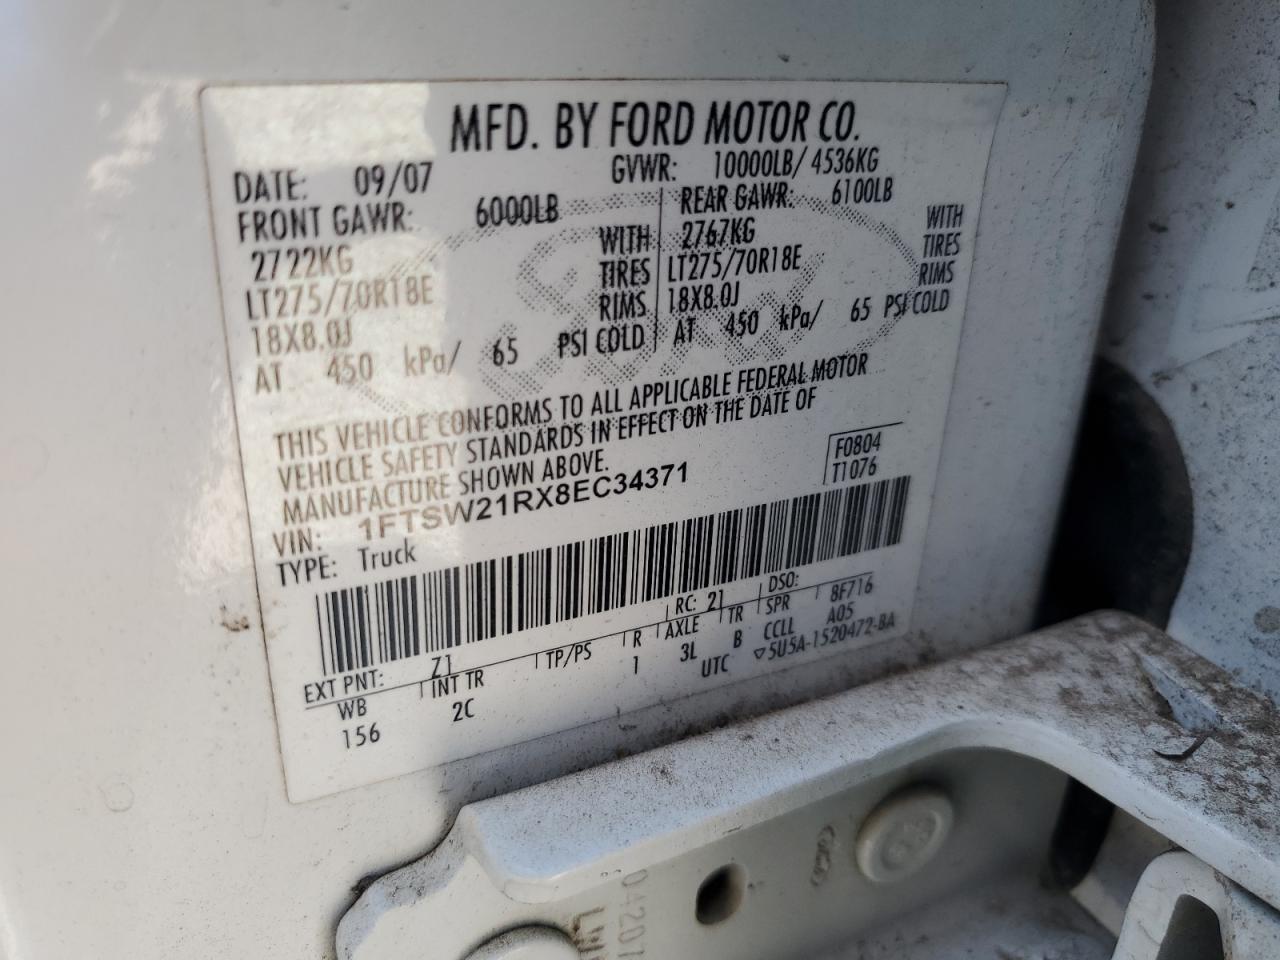 MFD. BY FORD MOTOR CO.
DATE: 09/07 GVWR: 10000LB/ 4536KG
FRONT GAWR: 6000LB REAR GAWR: 6100LB
2722KG WITH 2767KG WITH
LT275/70R18E TIRES LT275/70R18E TIRES
18X8.0J RIMS 18X8.0J RIMS
AT 450 kPa/ 65 PSI COLD AT 450 kPa/ 65 PSI COLD
THIS VEHICLE CONFORMS TO ALL APPLICABLE FEDERAL MOTOR
VEHICLE SAFETY STANDARDS IN EFFECT ON THE DATE OF
MANUFACTURE SHOWN ABOVE.
F0804
T1076
VIN: 1FTSW21RX8EC34371
TYPE: Truck
EXT PNT: Z1 RC: 21 DSO:
WB INT TR TP/PS R AXLE TR SPR 8F716
156 2C 1 3L B CCLL A05
UTC ▽5U5A-1520472-BA
04207